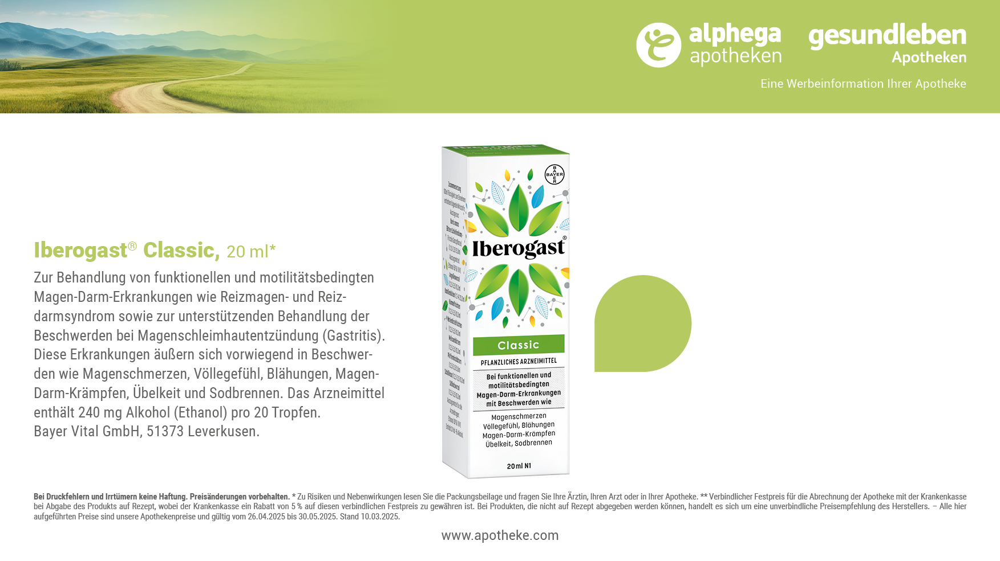 alphega
apotheken
gesundleben
Apotheken
Eine Werbeinformation Ihrer Apotheke
Iberogast® Classic, 20 ml*
Zur Behandlung von funktionellen und motilitätsbedingten
Magen-Darm-Erkrankungen wie Reizmagen- und Reiz-
darmsyndrom sowie zur unterstützenden Behandlung der
Beschwerden bei Magenschleimhautentzündung (Gastritis).
Diese Erkrankungen äußern sich vorwiegend in Beschwer-
den wie Magenschmerzen, Völlegefühl, Blähungen, Magen-
Darm-Krämpfen, Übelkeit und Sodbrennen. Das Arzneimittel
enthält 240 mg Alkohol (Ethanol) pro 20 Tropfen.
Bayer Vital GmbH, 51373 Leverkusen.
BAYER
BAYER
Iberogast®
Classic
PFLANZLICHES ARZNEIMITTEL
Bei funktionellen und
motilitätsbedingten
Magen-Darm-Erkrankungen
mit Beschwerden wie
Magenschmerzen
Völlegefühl, Blähungen
Magen-Darm-Krämpfen
Übelkeit, Sodbrennen
20 ml N1
Bei Druckfehlern und Irrtümern keine Haftung. Preisänderungen vorbehalten. * Zu Risiken und Nebenwirkungen lesen Sie die Packungsbeilage und fragen Sie Ihre Ärztin, Ihren Arzt oder in Ihrer Apotheke. ** Verbindlicher Festpreis für die Abrechnung der Apotheke mit der Krankenkasse
bei Abgabe des Produkts auf Rezept, wobei der Krankenkasse ein Rabatt von 5 % auf diesen verbindlichen Festpreis zu gewähren ist. Bei Produkten, die nicht auf Rezept abgegeben werden können, handelt es sich um eine unverbindliche Preisempfehlung des Herstellers. – Alle hier
aufgeführten Preise sind unsere Apothekenpreise und gültig vom 26.04.2025 bis 30.05.2025. Stand 10.03.2025.
www.apotheke.com